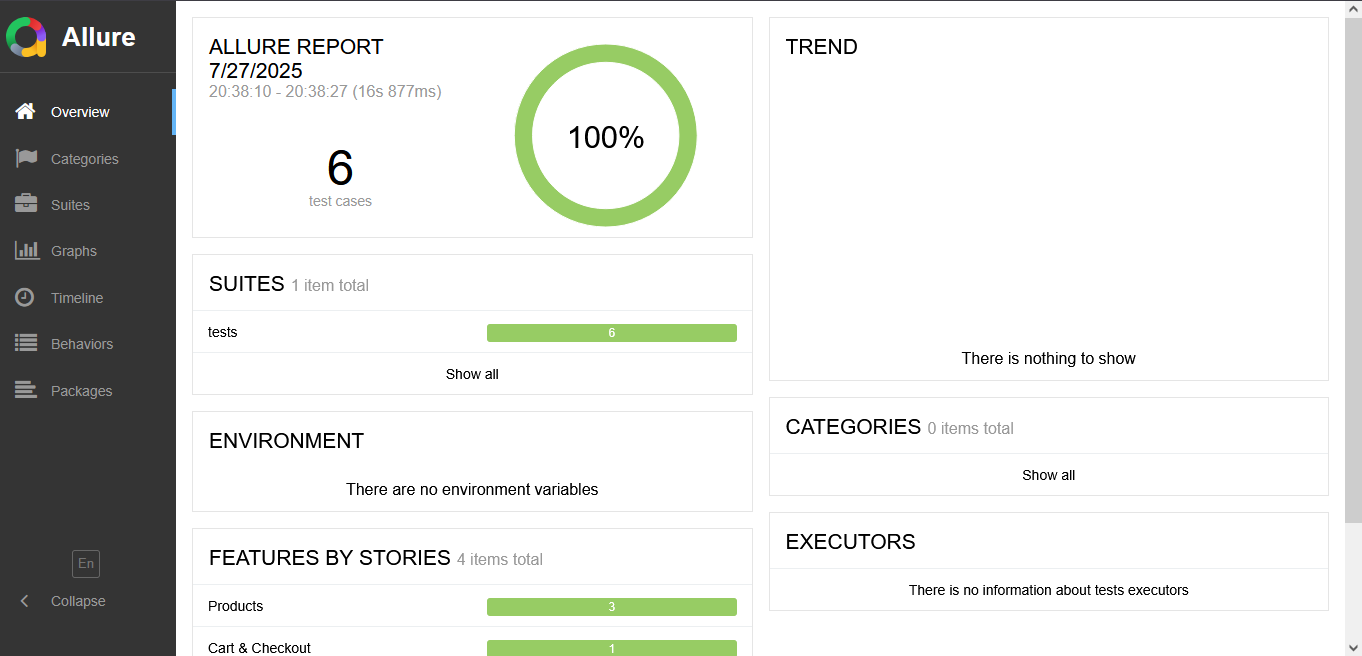 Allure
Overview
Categories
Suites
Graphs
Timeline
Behaviors
Packages
En
Collapse
ALLURE REPORT
7/27/2025
20:38:10 - 20:38:27 (16s 877ms)
6
test cases
100%
SUITES 1 item total
tests 6
Show all
ENVIRONMENT
There are no environment variables
FEATURES BY STORIES 4 items total
Products 3
Cart & Checkout 1
TREND
There is nothing to show
CATEGORIES 0 items total
Show all
EXECUTORS
There is no information about tests executors